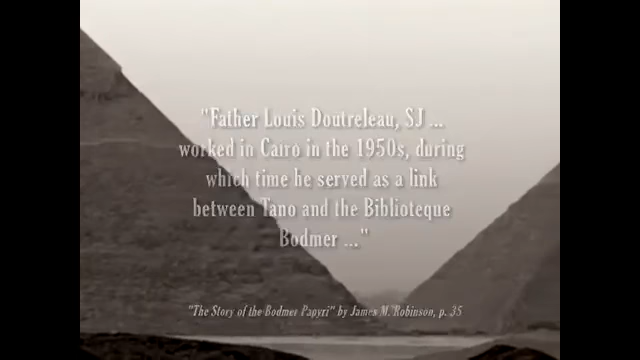 "Father Louis Doutreleau, SJ ...
worked in Cairo in the 1950s, during
which time he served as a link
between Tano and the Biblioteque
Bodmer ..."
"The Story of the Bodmer Papyri" by James M. Robinson, p. 35